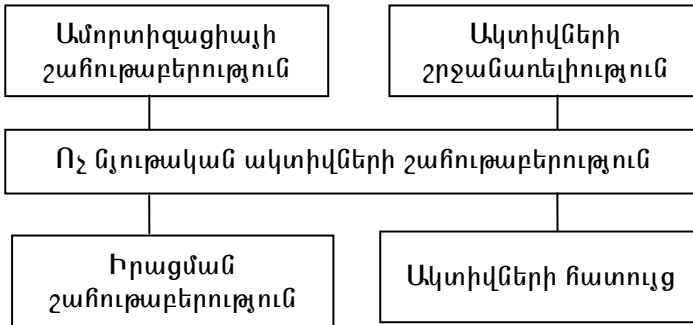 Ամորտիզացիայի
շահութաբերություն
Ակտիվների
շրջանառելիություն
Ոչ նյութական ակտիվների շահութաբերություն
Իրացման
շահութաբերություն
Ակտիվների հատույց